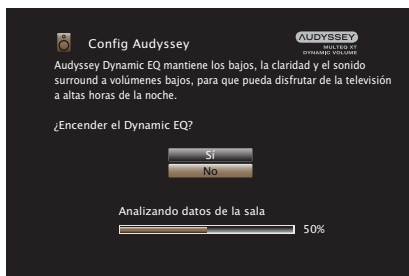 Config Audyssey
AUDYSSEY
MULTEQ XT
DYNAMIC VOLUME
Audyssey Dynamic EQ mantiene los bajos, la claridad y el sonido
surround a volúmenes bajos, para que pueda disfrutar de la televisión
a altas horas de la noche.
¿Encender el Dynamic EQ?
Sí
No
Analizando datos de la sala
50%